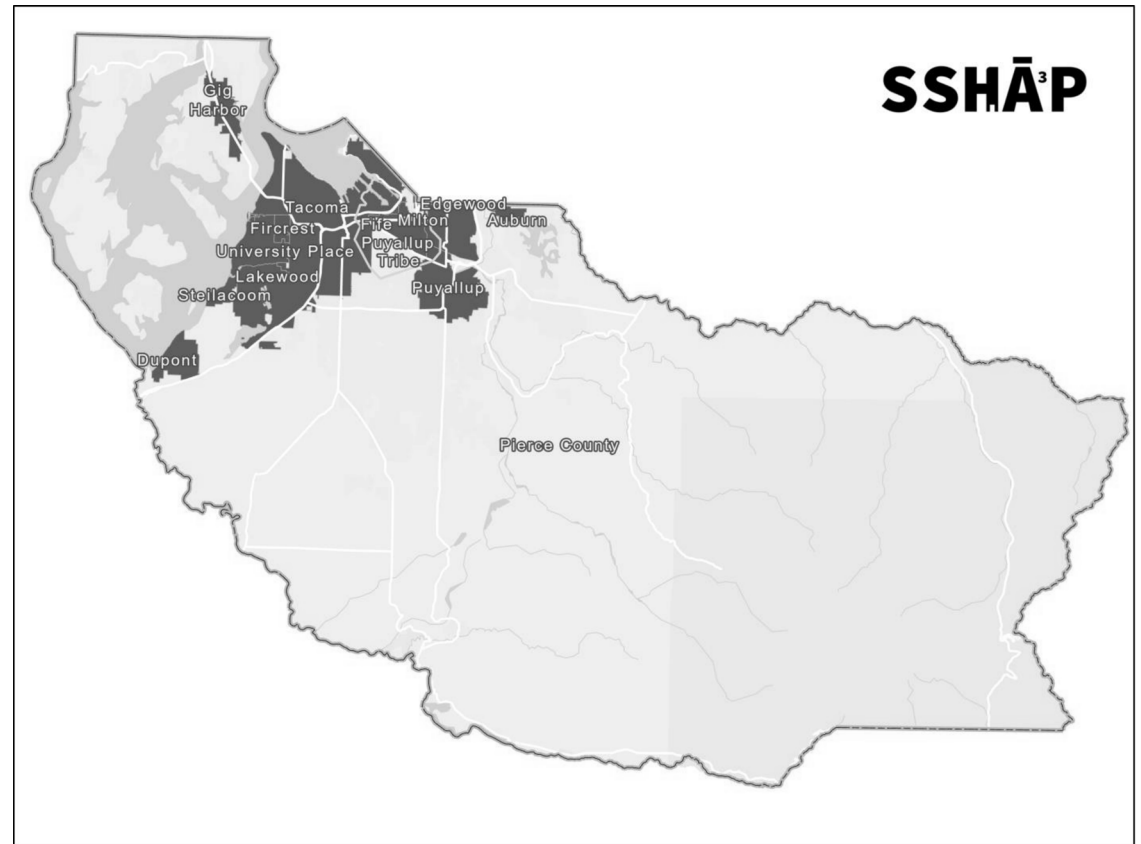 SSHĀ³P
Gig
Harbor
Tacoma
Edgewood
Fircrest
Fife
Milton
Auburn
University Place
Puyallup
Tribe
Lakewood
Steilacoom
Puyallup
Dupont
Pierce County